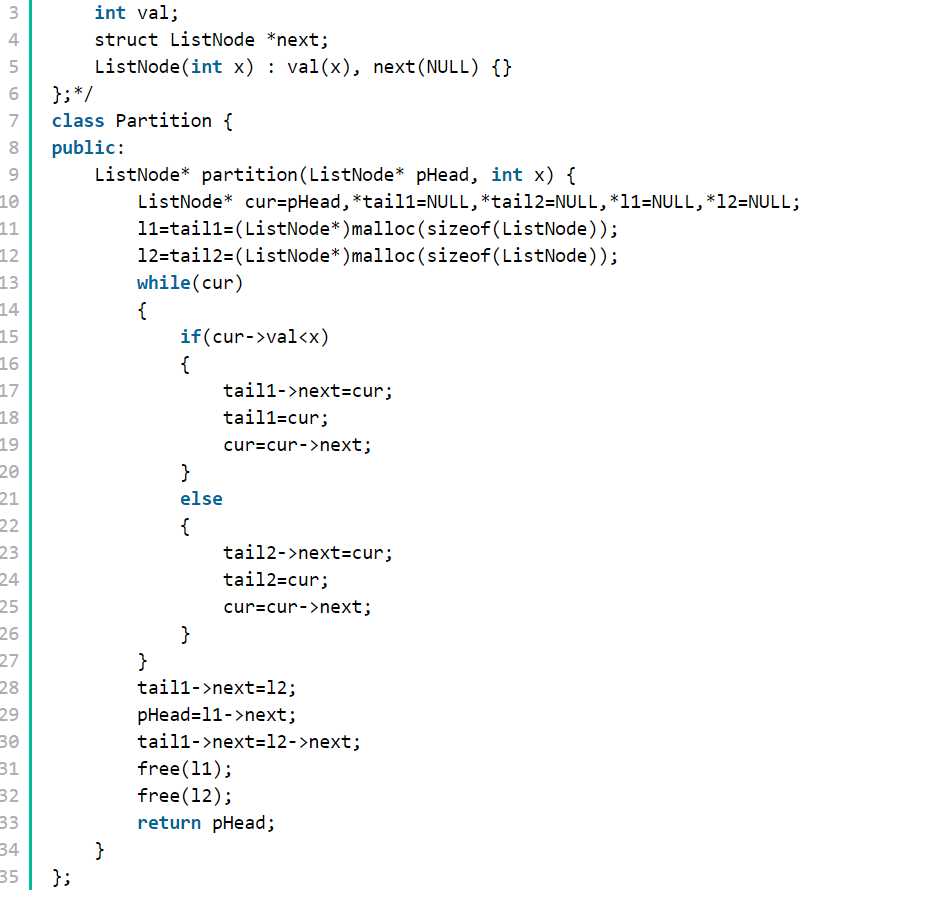 3 int val;
4 struct ListNode *next;
5 ListNode(int x) : val(x), next(NULL) {}
6 };*/
7 class Partition {
8 public:
9 ListNode* partition(ListNode* pHead, int x) {
10 ListNode* cur=pHead,*tail1=NULL,*tail2=NULL,*l1=NULL,*l2=NULL;
11 l1=tail1=(ListNode*)malloc(sizeof(ListNode));
12 l2=tail2=(ListNode*)malloc(sizeof(ListNode));
13 while(cur)
14 {
15 if(cur->val<x)
16 {
17 tail1->next=cur;
18 tail1=cur;
19 cur=cur->next;
20 }
21 else
22 {
23 tail2->next=cur;
24 tail2=cur;
25 cur=cur->next;
26 }
27 }
28 tail1->next=l2;
29 pHead=l1->next;
30 tail1->next=l2->next;
31 free(l1);
32 free(l2);
33 return pHead;
34 }
35 };